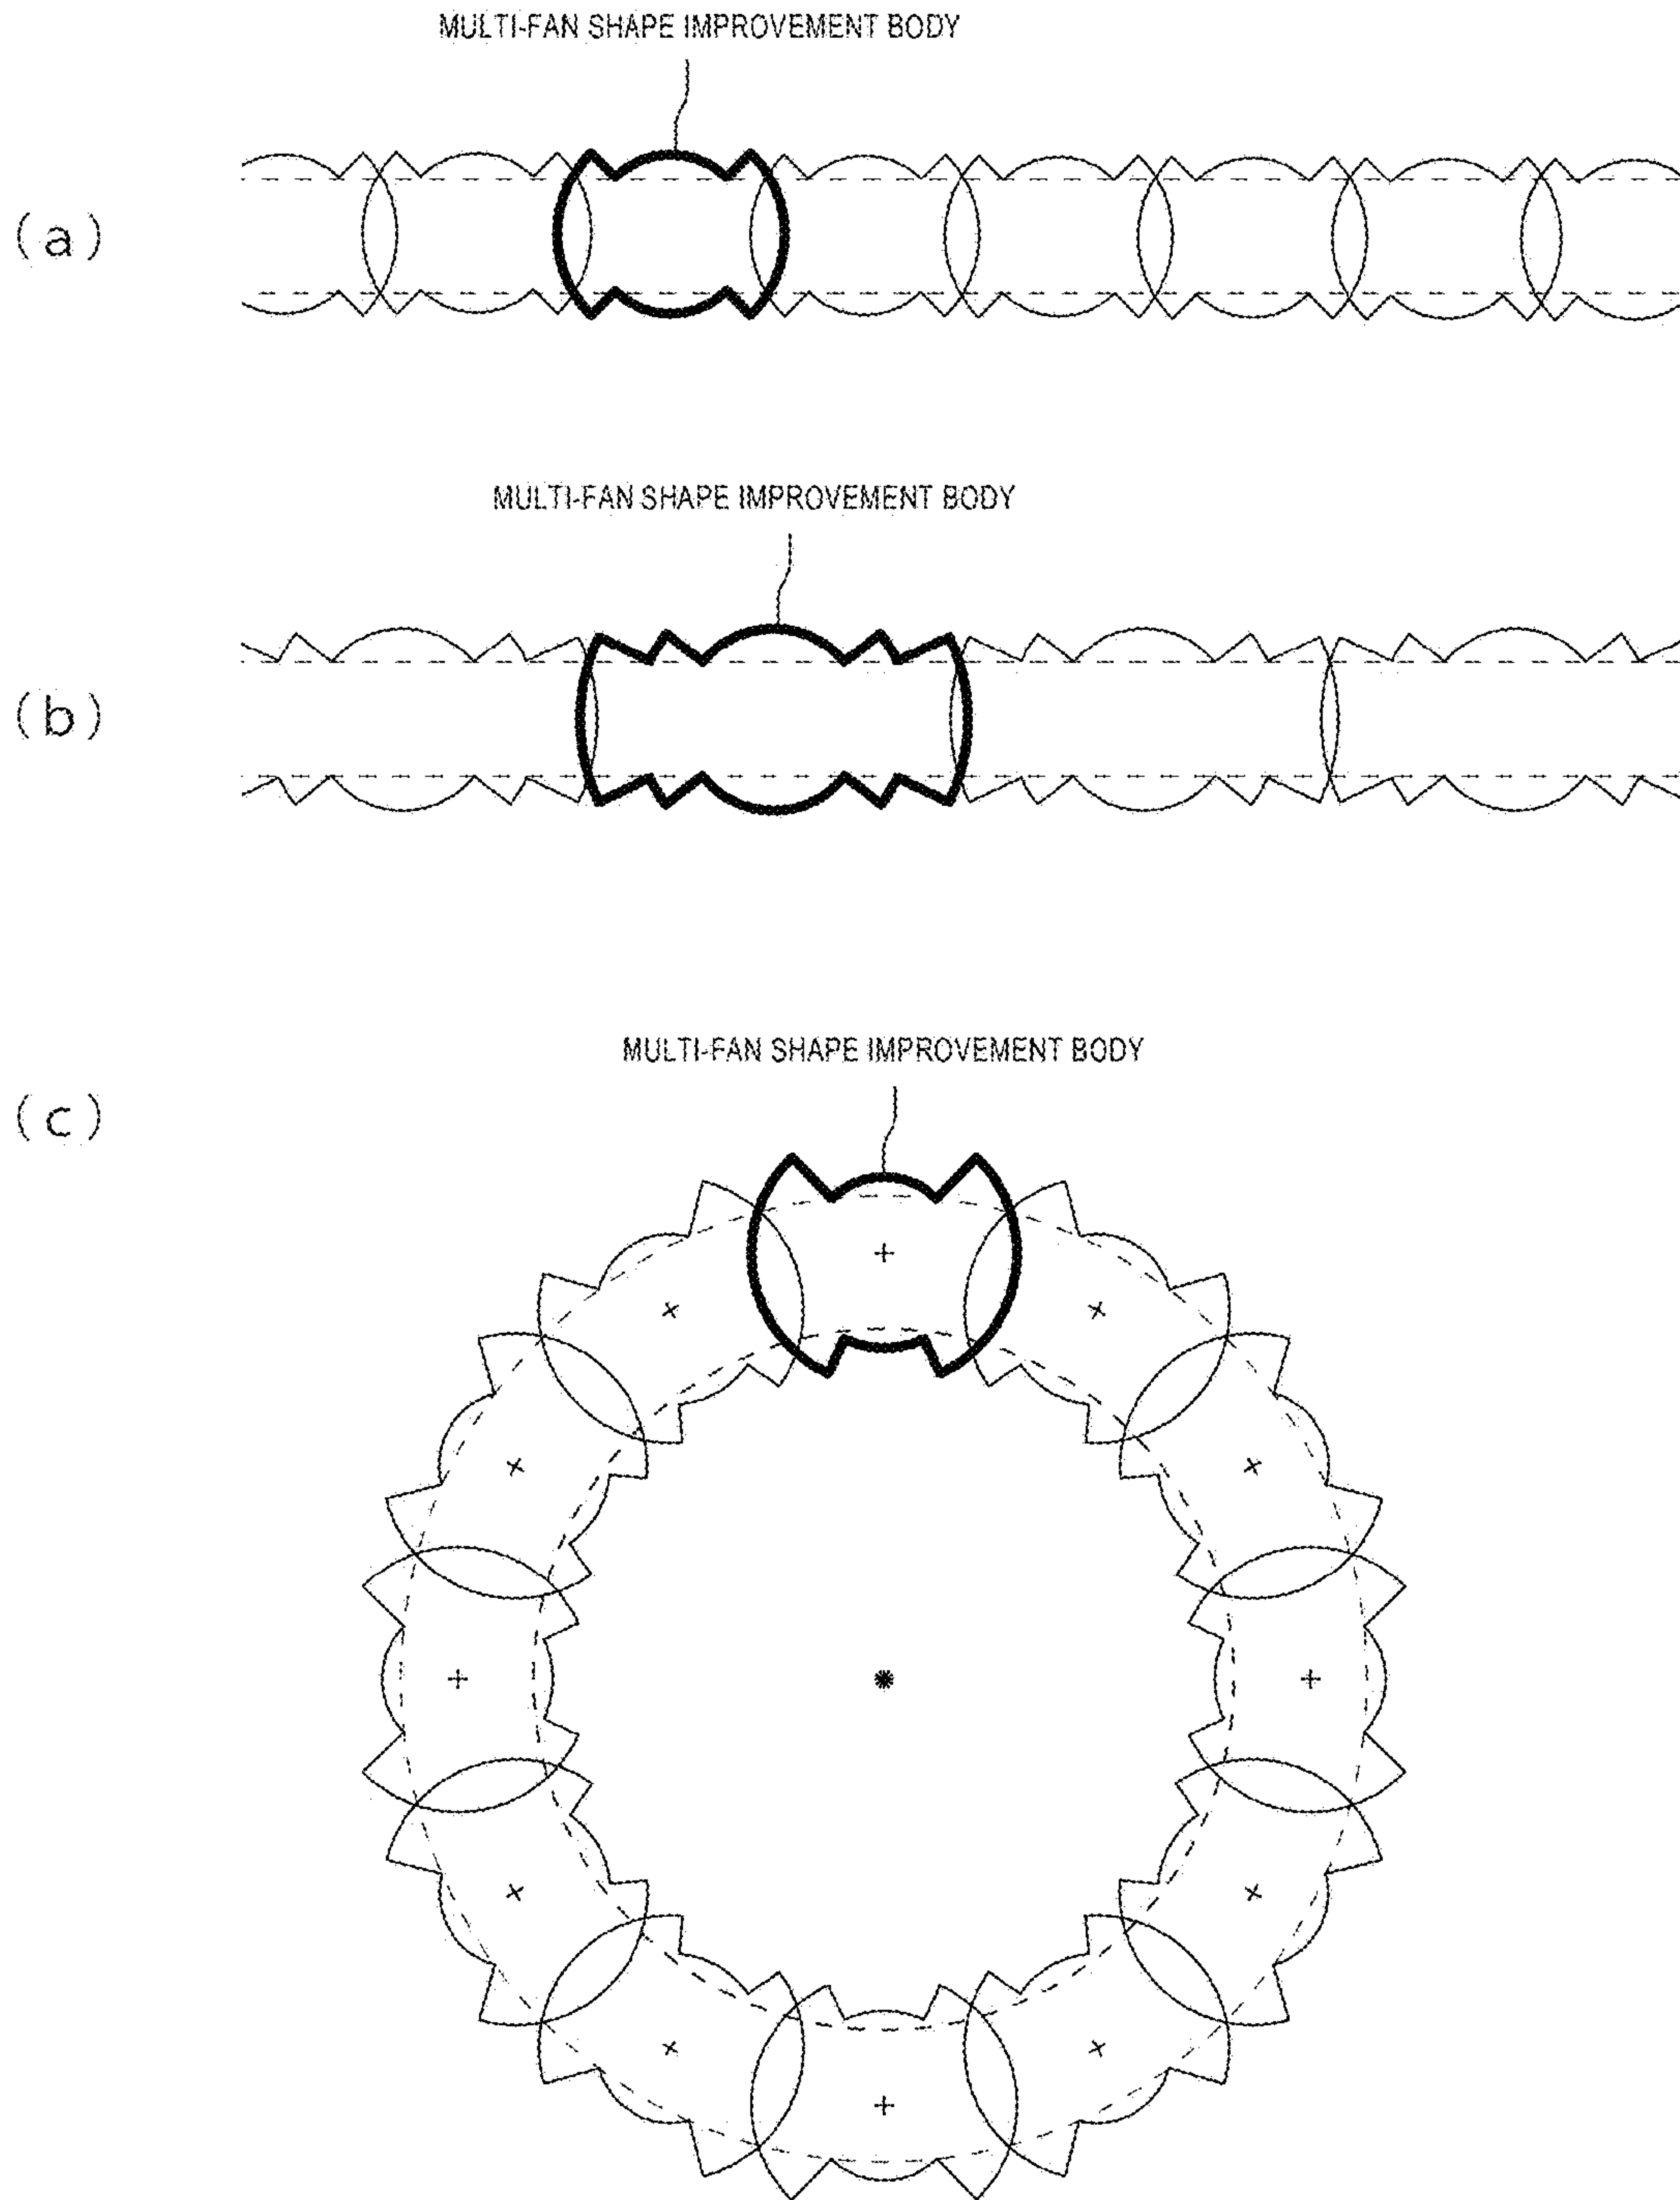 MULTI-FAN SHAPE IMPROVEMENT BODY
(a)
MULTI-FAN SHAPE IMPROVEMENT BODY
(b)
MULTI-FAN SHAPE IMPROVEMENT BODY
(c)